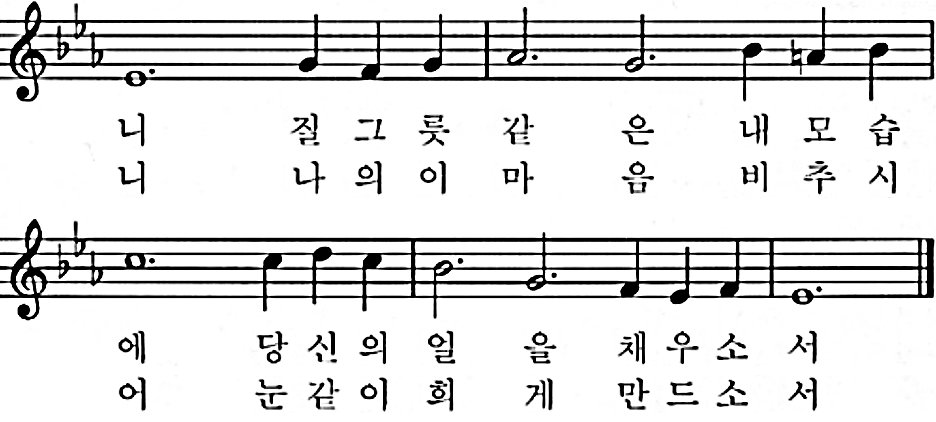 니 질 그 릇 같 은 내 모 습
니 나 의 이 마 음 비 추 시
에 당 신 의 일 을 채 우 소 서
어 눈 같 이 희 게 만 드 소 서